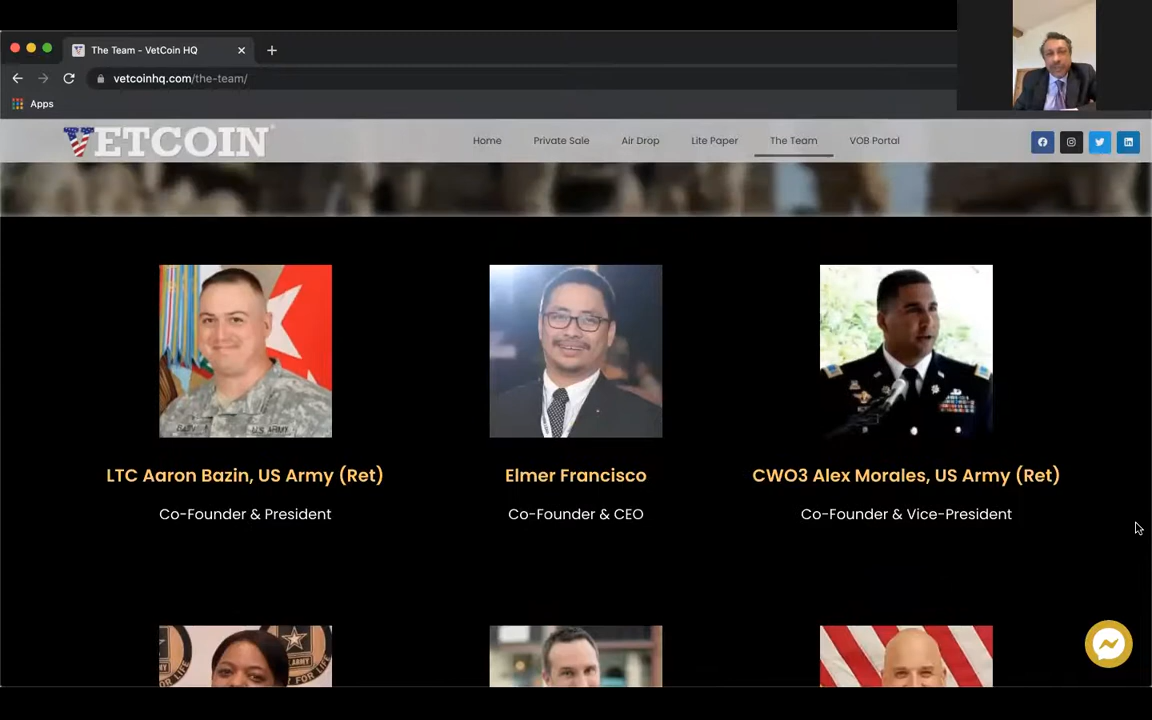 The Team - VetCoin HQ
vetcoinhq.com/the-team/
Apps
VETCOIN
Home Private Sale Air Drop Lite Paper The Team VOB Portal
U.S. ARMY
LTC Aaron Bazin, US Army (Ret) Elmer Francisco CWO3 Alex Morales, US Army (Ret)
Co-Founder & President Co-Founder & CEO Co-Founder & Vice-President